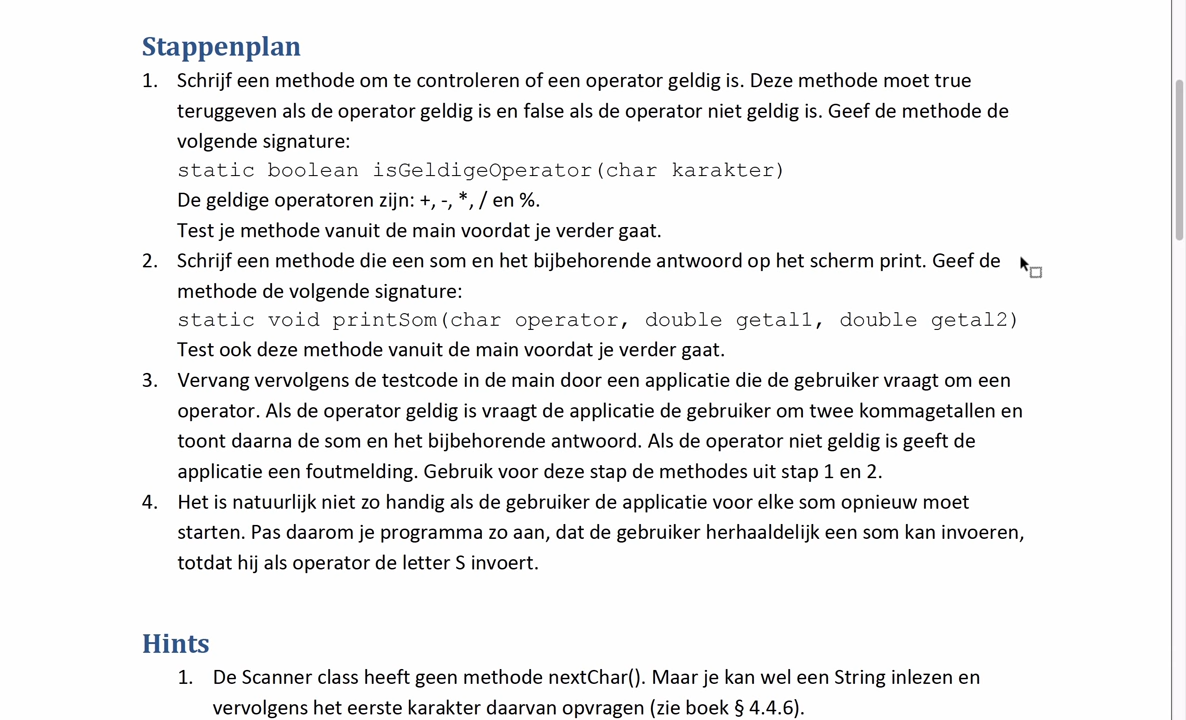 Stappenplan
1. Schrijf een methode om te controleren of een operator geldig is. Deze methode moet true
teruggeven als de operator geldig is en false als de operator niet geldig is. Geef de methode de
volgende signature:
static boolean isGeldigeOperator(char karakter)
De geldige operatoren zijn: +, -, *, / en %.
Test je methode vanuit de main voordat je verder gaat.
2. Schrijf een methode die een som en het bijbehorende antwoord op het scherm print. Geef de
methode de volgende signature:
static void printSom(char operator, double getal1, double getal2)
Test ook deze methode vanuit de main voordat je verder gaat.
3. Vervang vervolgens de testcode in de main door een applicatie die de gebruiker vraagt om een
operator. Als de operator geldig is vraagt de applicatie de gebruiker om twee kommagetallen en
toont daarna de som en het bijbehorende antwoord. Als de operator niet geldig is geeft de
applicatie een foutmelding. Gebruik voor deze stap de methodes uit stap 1 en 2.
4. Het is natuurlijk niet zo handig als de gebruiker de applicatie voor elke som opnieuw moet
starten. Pas daarom je programma zo aan, dat de gebruiker herhaaldelijk een som kan invoeren,
totdat hij als operator de letter S invoert.
Hints
1. De Scanner class heeft geen methode nextChar(). Maar je kan wel een String inlezen en
vervolgens het eerste karakter daarvan opvragen (zie boek § 4.4.6).